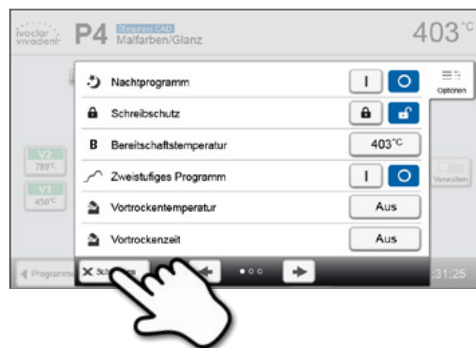 ivoclar
vivadent
P4
IPS Empress CAD
Malfarben/Glanz
403°C
Nachtprogramm
I
O
Optionen
Schreibschutz
B
Bereitschaftstemperatur
403°C
V2
789°C
Zweistufiges Programm
I
O
Verwalten
V1
450°C
Vortrockentemperatur
Aus
Vortrockenzeit
Aus
Programme
:31:25